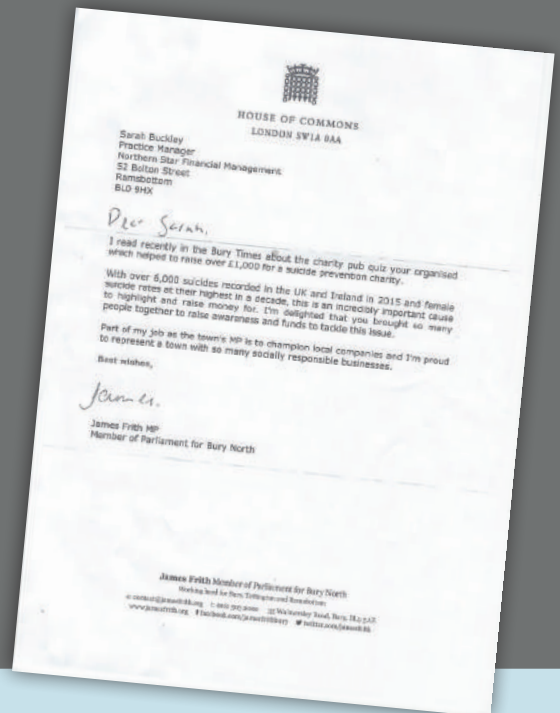 HOUSE OF COMMONS
LONDON SW1A 0AA
Sarah Buckley
Practice Manager
Northern Star Financial Management
52 Bolton Street
Ramsbottom
BL0 9HX
Dear Sarah,
I read recently in the Bury Times about the charity pub quiz your organised
which helped to raise over £1,000 for a suicide prevention charity.
With over 6,000 suicides recorded in the UK and Ireland in 2015 and female
suicide rates at their highest in a decade, this is an incredibly important cause
to highlight and raise money for. I'm delighted that you brought so many
people together to raise awareness and funds to tackle this issue.
Part of my job as the town's MP is to champion local companies and I'm proud
to represent a town with so many socially responsible businesses.
Best wishes,
James.
James Frith MP
Member of Parliament for Bury North
James Frith Member of Parliament for Bury North
Working hard for Bury, Tottington and Ramsbottom